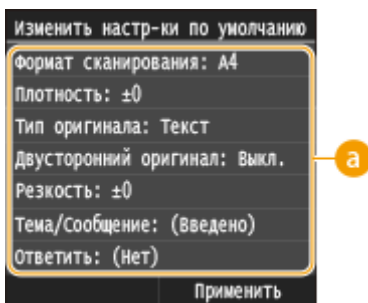 Изменить настр-ки по умолчанию
Формат сканирования: A4
Плотность: ±0
Тип оригинала: Текст
Двусторонний оригинал: Выкл.
Резкость: ±0
Тема/Сообщение: (Введено)
Ответить: (Нет)
Применить
a